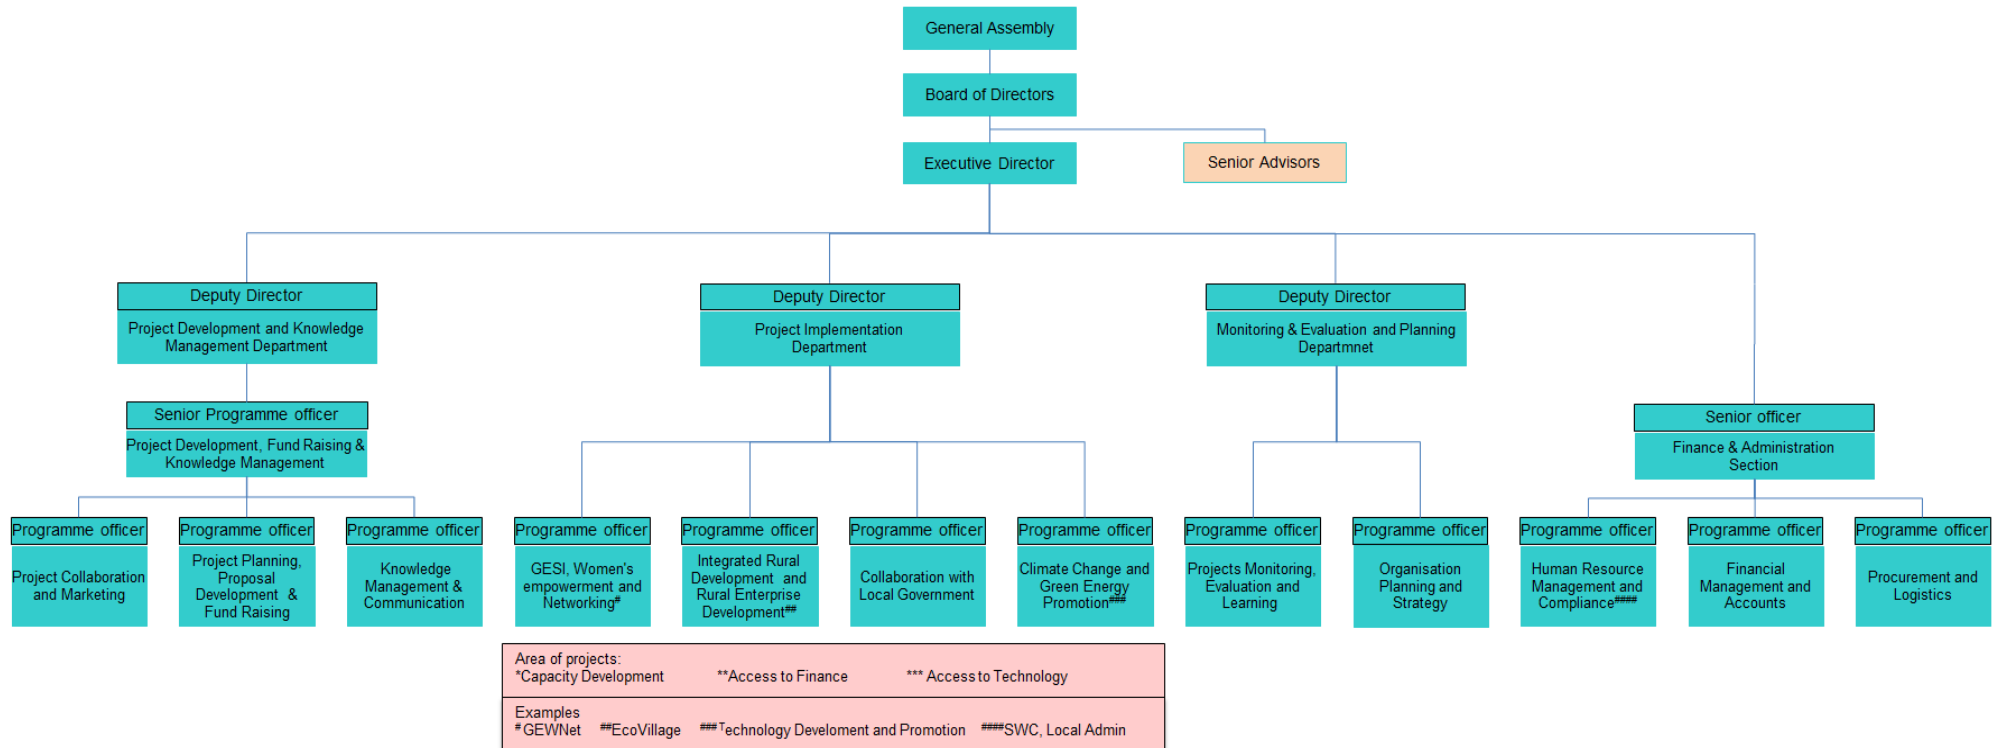 General Assembly
Board of Directors
Executive Director
Senior Advisors
Deputy Director
Project Development and Knowledge
Management Department
Deputy Director
Project Implementation
Department
Deputy Director
Monitoring & Evaluation and Planning
Departmnet
Senior Programme officer
Project Development, Fund Raising &
Knowledge Management
Senior officer
Finance & Administration
Section
Programme officer
Project Collaboration
and Marketing
Programme officer
Project Planning,
Proposal
Development &
Fund Raising
Programme officer
Knowledge
Management &
Communication
Programme officer
GESI, Women's
empowerment and
Networking#
Programme officer
Integrated Rural
Development and
Rural Enterprise
Development##
Programme officer
Collaboration with
Local Government
Programme officer
Climate Change and
Green Energy
Promotion###
Programme officer
Projects Monitoring,
Evaluation and
Learning
Programme officer
Organisation
Planning and
Strategy
Programme officer
Human Resource
Management and
Compliance####
Programme officer
Financial
Management and
Accounts
Programme officer
Procurement and
Logistics
Area of projects:
*Capacity Development **Access to Finance *** Access to Technology
Examples
# GEWNet ##EcoVillage ### Technology Develoment and Promotion ####SWC, Local Admin